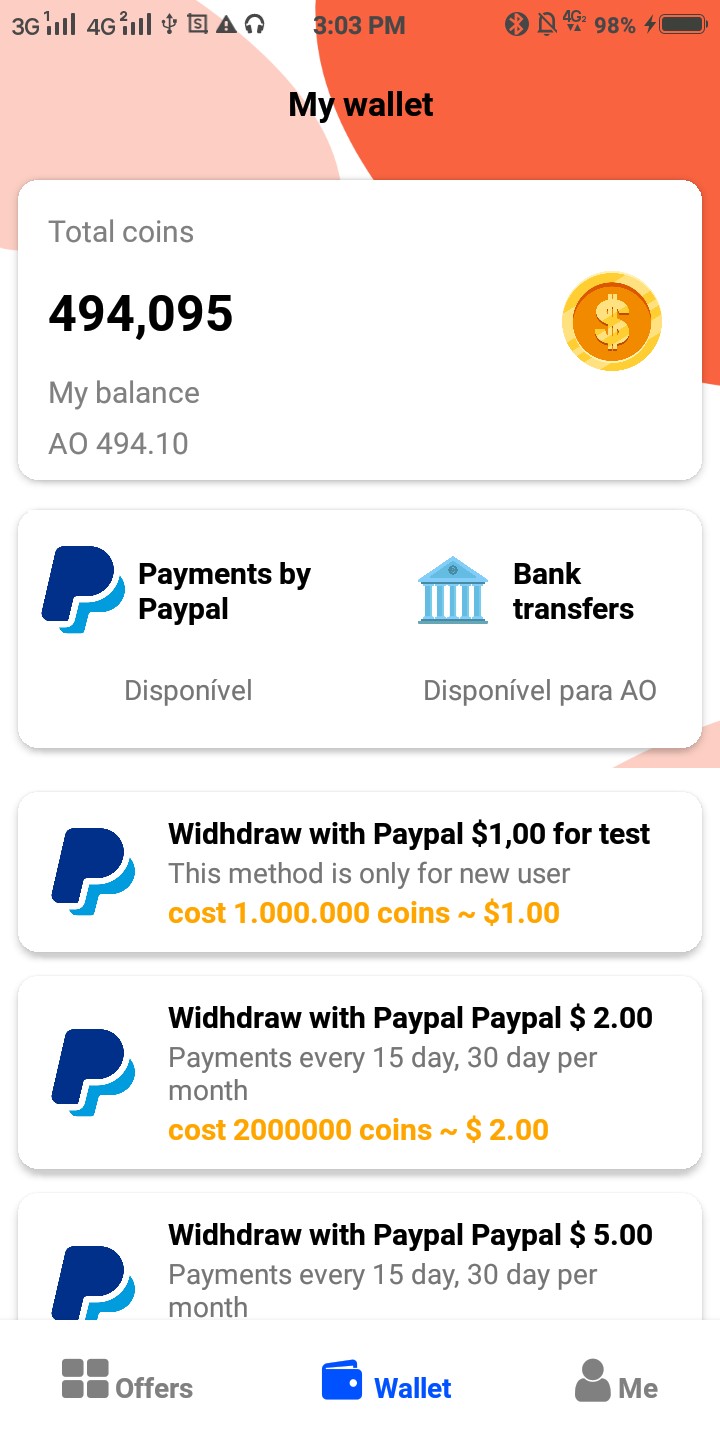 3G 1 4G 2 3:03 PM 4G2 98%
My wallet
Total coins
494,095
My balance
AO 494.10
Payments by
Paypal
Bank
transfers
Disponível
Disponível para AO
Widhdraw with Paypal $1,00 for test
This method is only for new user
cost 1.000.000 coins ~ $1.00
Widhdraw with Paypal Paypal $ 2.00
Payments every 15 day, 30 day per
month
cost 2000000 coins ~ $ 2.00
Widhdraw with Paypal Paypal $ 5.00
Payments every 15 day, 30 day per
month
Offers Wallet Me